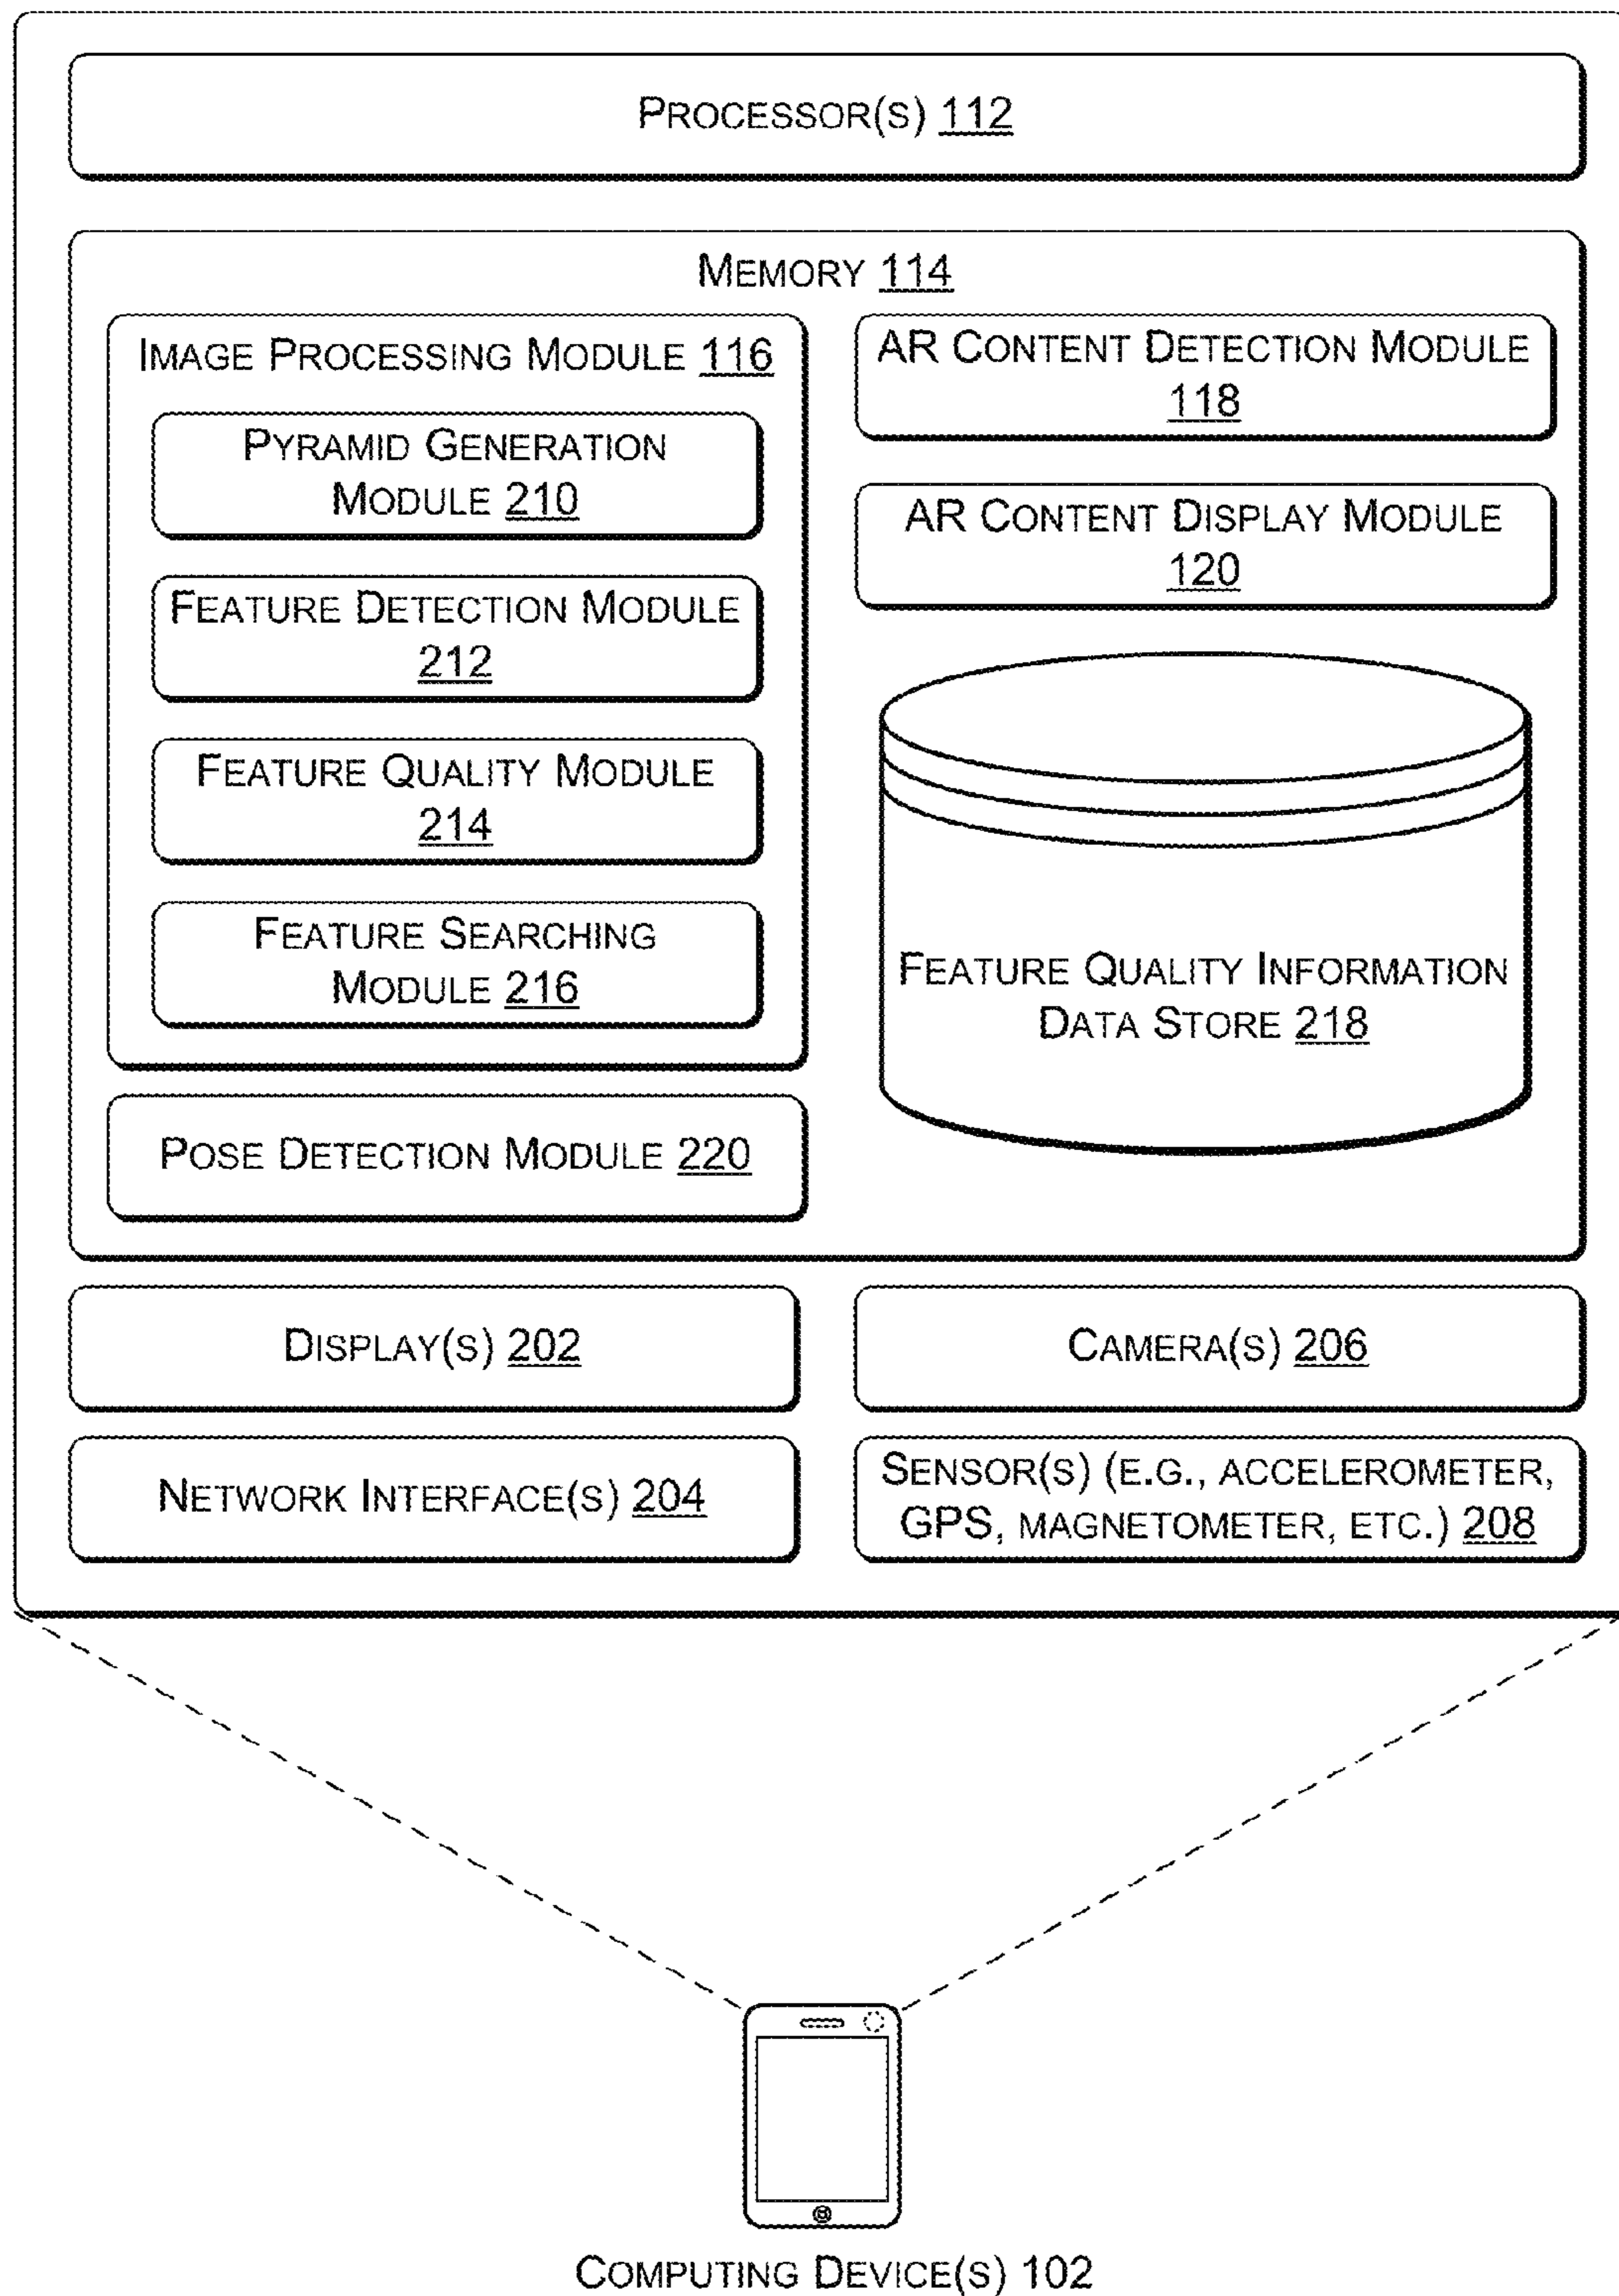 PROCESSOR(S) 112
MEMORY 114
IMAGE PROCESSING MODULE 116
PYRAMID GENERATION
MODULE 210
FEATURE DETECTION MODULE
212
FEATURE QUALITY MODULE
214
FEATURE SEARCHING
MODULE 216
POSE DETECTION MODULE 220
AR CONTENT DETECTION MODULE
118
AR CONTENT DISPLAY MODULE
120
FEATURE QUALITY INFORMATION
DATA STORE 218
DISPLAY(S) 202
CAMERA(S) 206
NETWORK INTERFACE(S) 204
SENSOR(S) (E.G., ACCELEROMETER,
GPS, MAGNETOMETER, ETC.) 208
COMPUTING DEVICE(S) 102